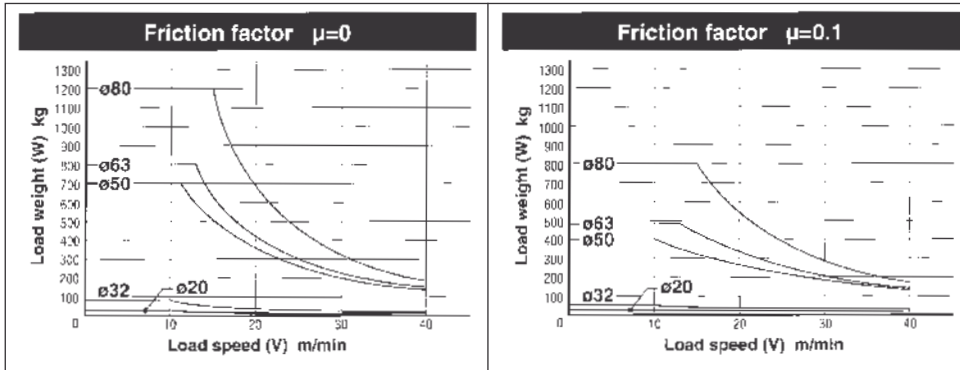 Friction factor μ=0
Load weight (W) kg
1300
1200
1100
1000
900
800
700
600
500
400
300
200
100
0
ø80
ø63
ø50
ø32
ø20
10
20
30
40
Load speed (V) m/min
Friction factor μ=0.1
Load weight (W) kg
1300
1200
1100
1000
900
800
700
600
500
400
300
200
100
0
ø80
ø63
ø50
ø32
ø20
10
20
30
40
Load speed (V) m/min